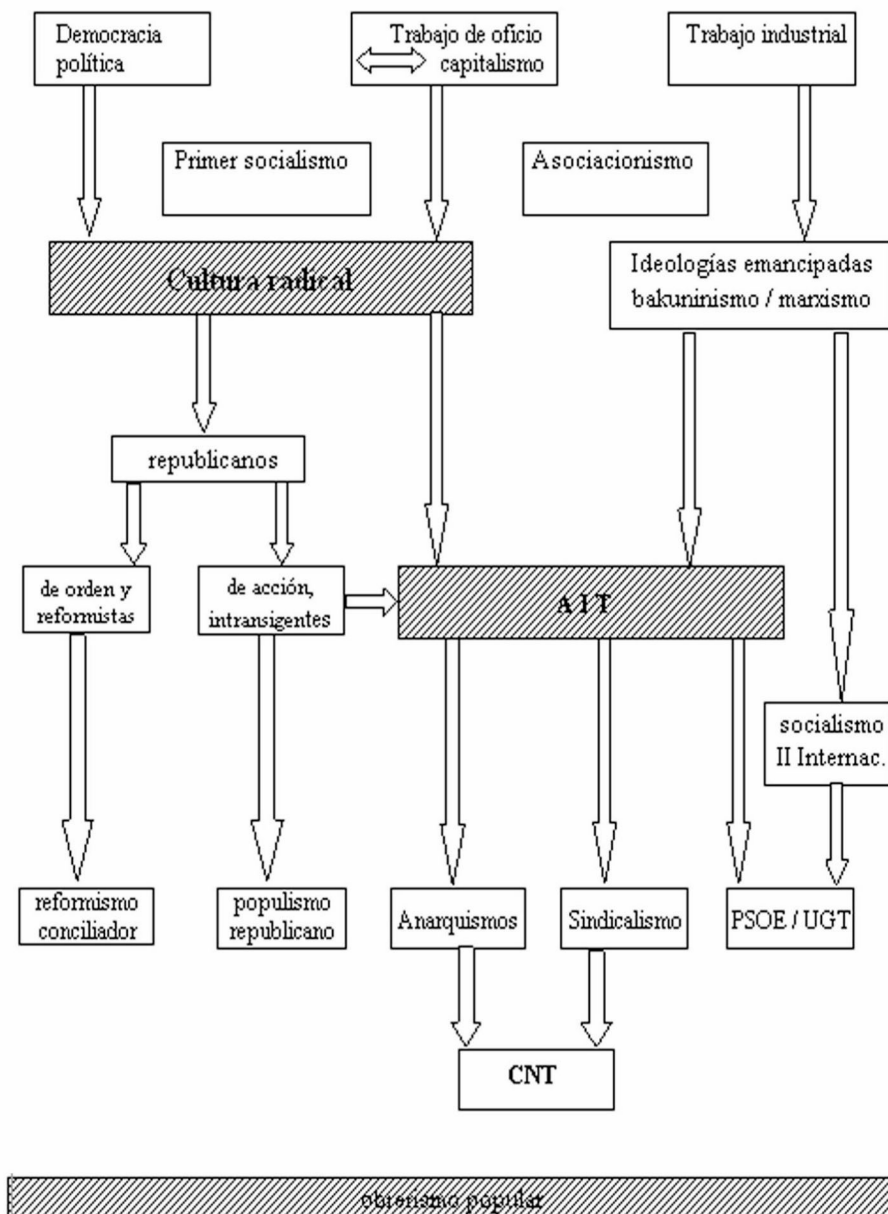 Democracia
política
Trabajo de oficio
capitalismo
Trabajo industrial
Primer socialismo
Asociacionismo
Cultura radical
Ideologías emancipadas
bakuninismo / marxismo
republicanos
de orden y
reformistas
de acción,
intransigentes
A I T
socialismo
II Internac.
reformismo
conciliador
populismo
republicano
Anarquismos
Sindicalismo
PSOE / UGT
CNT
obrerismo popular